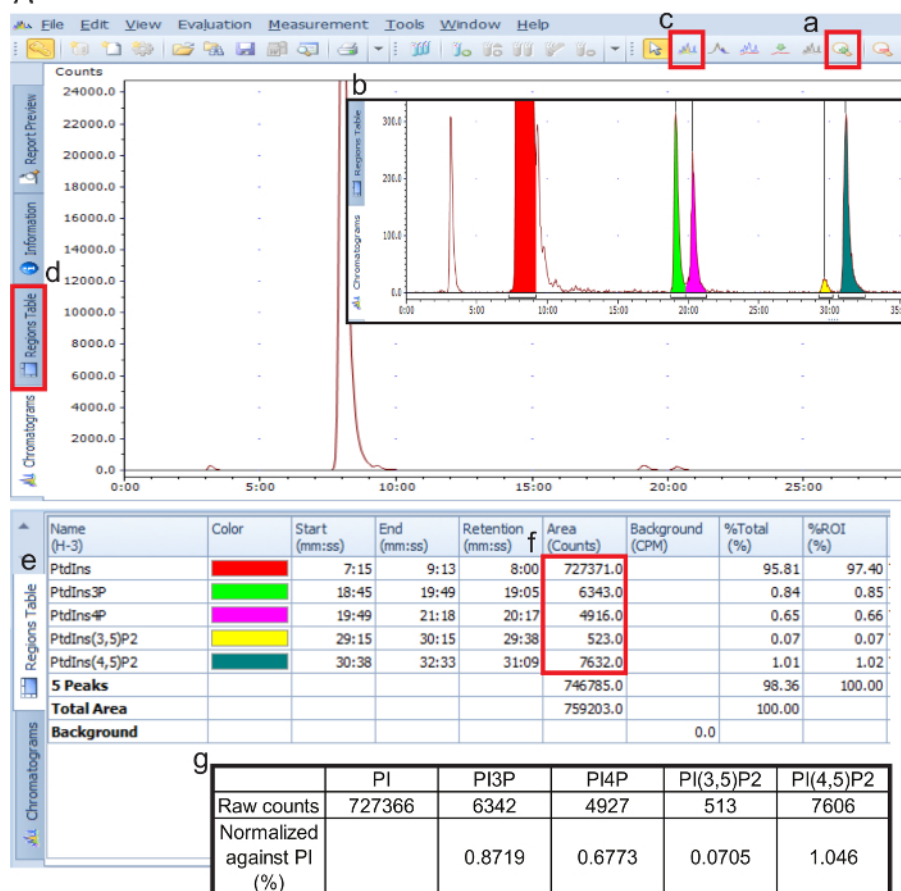 File Edit View Evaluation Measurement Tools Window Help
c
a
Counts
b
d
Report Preview
Information
Regions Table
Chromatograms
24000.0
22000.0
20000.0
18000.0
16000.0
14000.0
12000.0
10000.0
8000.0
6000.0
4000.0
2000.0
0.0
0:00 5:00 10:00 15:00 20:00 25:00
Regions Table
Chromatograms
300.0
200.0
100.0
0.0
0:00 5:00 10:00 15:00 20:00 25:00 30:00
e
Regions Table
Chromatograms
f
Name (H-3) Color Start (mm:ss) End (mm:ss) Retention (mm:ss) Area (Counts) Background (CPM) %Total (%) %ROI (%)
PtdIns 7:15 9:13 8:00 727371.0 95.81 97.40
PtdIns3P 18:45 19:49 19:05 6343.0 0.84 0.85
PtdIns4P 19:49 21:18 20:17 4916.0 0.65 0.66
PtdIns(3,5)P2 29:15 30:15 29:38 523.0 0.07 0.07
PtdIns(4,5)P2 30:38 32:33 31:09 7632.0 1.01 1.02
5 Peaks 746785.0 98.36 100.00
Total Area 759203.0 100.00
Background 0.0
g
PI PI3P PI4P PI(3,5)P2 PI(4,5)P2
Raw counts 727366 6342 4927 513 7606
Normalized
against PI 0.8719 0.6773 0.0705 1.046
(%)